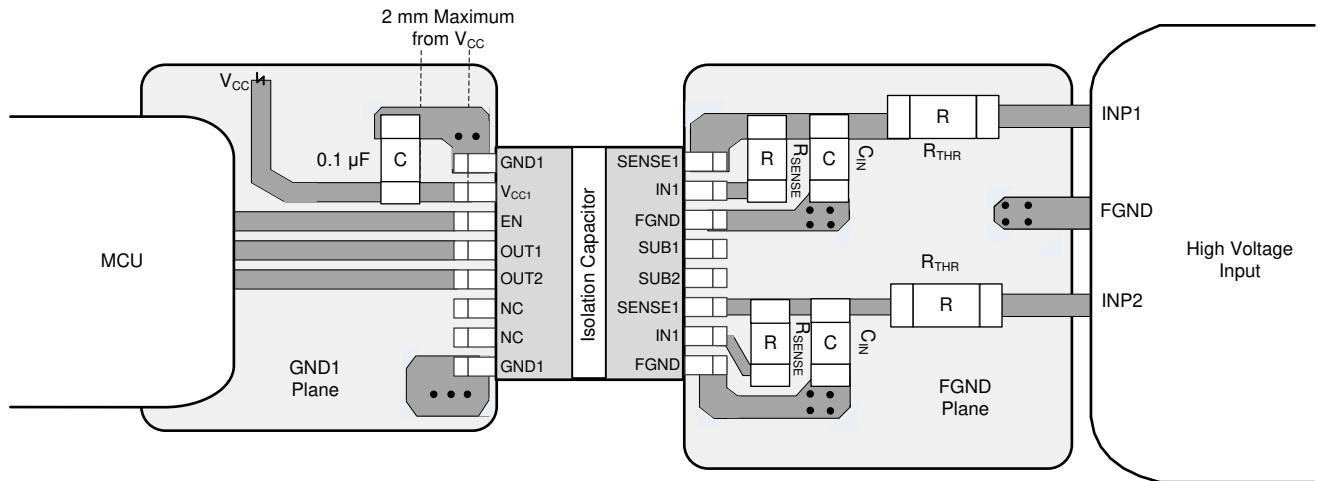 2 mm Maximum
from VCC
VCC
0.1 µF
C
MCU
GND1
Plane
GND1
VCC1
EN
OUT1
OUT2
NC
NC
GND1
Isolation Capacitor
SENSE1
IN1
FGND
SUB1
SUB2
SENSE1
IN1
FGND
R
RSENSE
C
CIN
R
RTHR
R
RSENSE
C
CIN
RTHR
R
FGND
Plane
INP1
FGND
INP2
High Voltage
Input